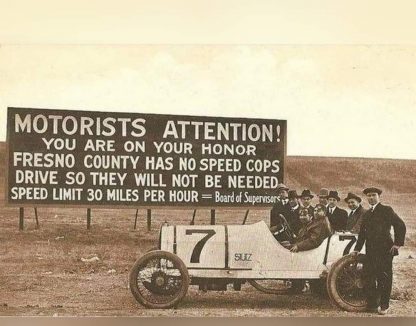 MOTORISTS ATTENTION!
YOU ARE ON YOUR HONOR
FRESNO COUNTY HAS NO SPEED COPS
DRIVE SO THEY WILL NOT BE NEEDED
SPEED LIMIT 30 MILES PER HOUR = Board of Supervisors
7
7